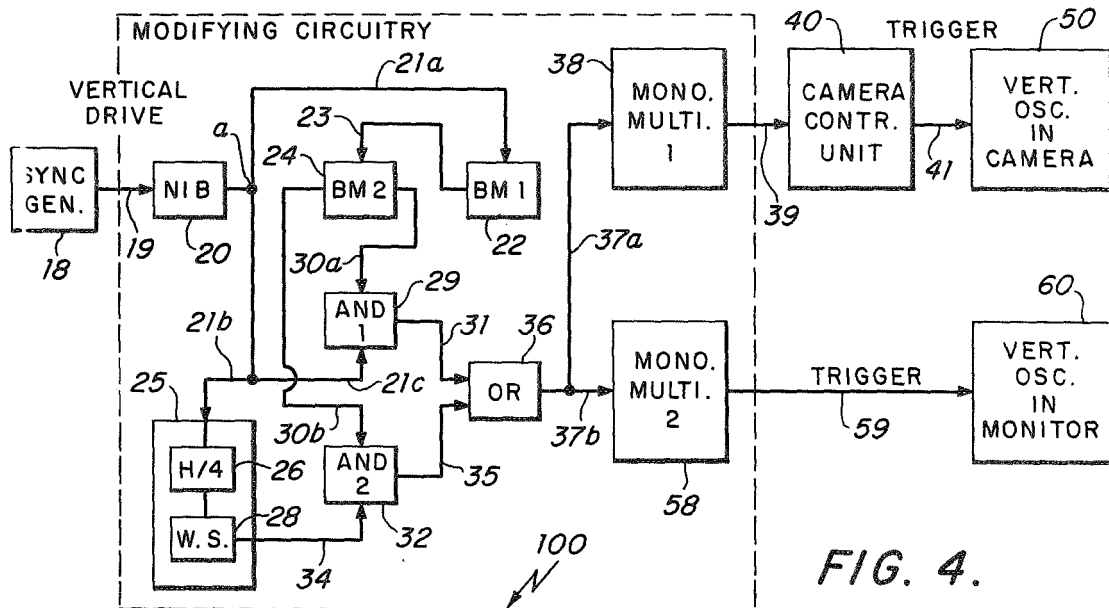 MODIFYING CIRCUITRY
VERTICAL
DRIVE
TRIGGER
21a
38
40
50
a
23
24
MONO.
MULTI.
1
CAMERA
CONTR.
UNIT
VERT.
OSC.
IN
CAMERA
SYNC
GEN.
NIB
BM 2
BM 1
39
41
18
19
20
22
30a
37a
29
AND
1
21b
31
36
60
25
21c
OR
MONO.
MULTI.
2
TRIGGER
VERT.
OSC.
IN
MONITOR
H/4
26
30b
37b
59
AND
2
35
28
58
W. S.
32
34
100
FIG. 4.